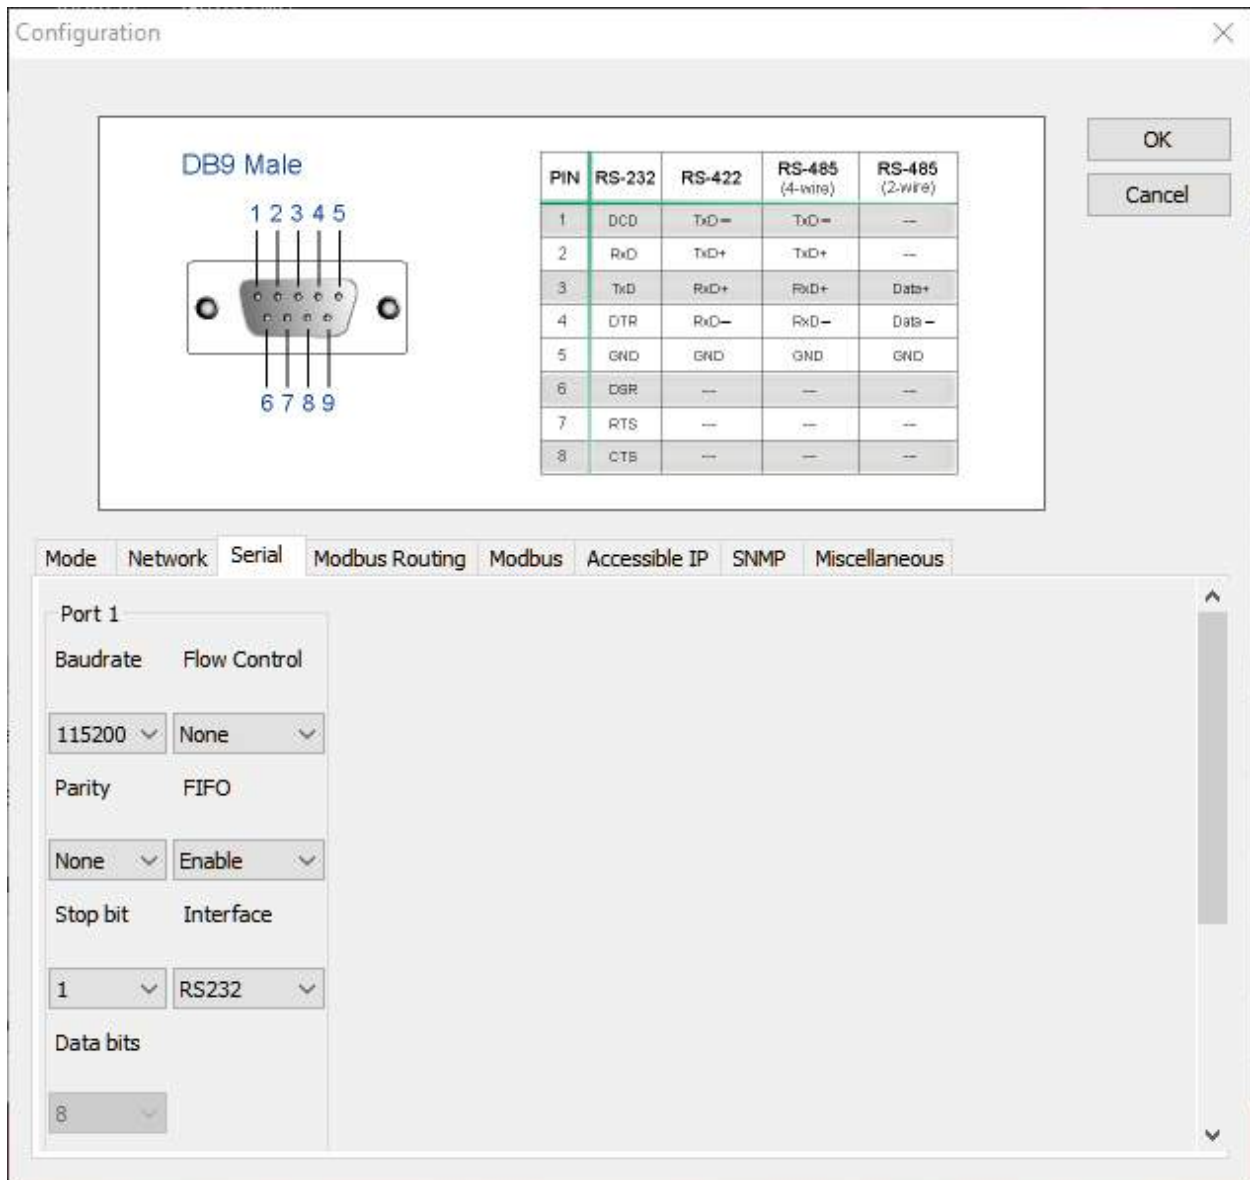 Configuration
OK
Cancel
DB9 Male
1 2 3 4 5
6 7 8 9
PIN RS-232 RS-422 RS-485 (4-wire) RS-485 (2-wire)
1 DCD TxD− TxD− ---
2 RxD TxD+ TxD+ ---
3 TxD RxD+ RxD+ Data+
4 DTR RxD− RxD− Data−
5 GND GND GND GND
6 DSR --- --- ---
7 RTS --- --- ---
8 CTS --- --- ---
Mode Network Serial Modbus Routing Modbus Accessible IP SNMP Miscellaneous
Port 1
Baudrate Flow Control
115200 None
Parity FIFO
None Enable
Stop bit Interface
1 RS232
Data bits
8